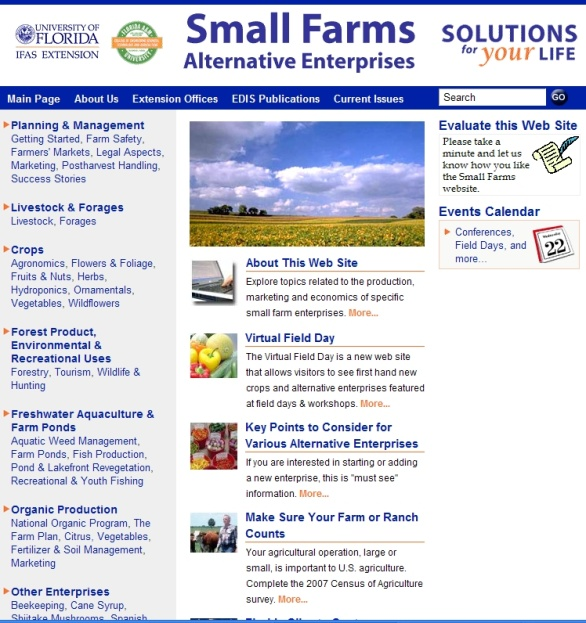 UNIVERSITY OF
FLORIDA
IFAS EXTENSION
Small Farms
Alternative Enterprises
SOLUTIONS
for your LIFE
Main Page About Us Extension Offices EDIS Publications Current Issues
Search GO
Planning & Management
Getting Started, Farm Safety,
Farmers' Markets, Legal Aspects,
Marketing, Postharvest Handling,
Success Stories
Livestock & Forages
Livestock, Forages
Crops
Agronomics, Flowers & Foliage,
Fruits & Nuts, Herbs,
Hydroponics, Ornamentals,
Vegetables, Wildflowers
Forest Product,
Environmental &
Recreational Uses
Forestry, Tourism, Wildlife &
Hunting
Freshwater Aquaculture &
Farm Ponds
Aquatic Weed Management,
Farm Ponds, Fish Production,
Pond & Lakefront Revegetation,
Recreational & Youth Fishing
Organic Production
National Organic Program, The
Farm Plan, Citrus, Vegetables,
Fertilizer & Soil Management,
Marketing
Other Enterprises
Beekeeping, Cane Syrup,
Shiitake Mushrooms, Spanish
About This Web Site
Explore topics related to the production,
marketing and economics of specific
small farm enterprises. More...
Virtual Field Day
The Virtual Field Day is a new web site
that allows visitors to see first hand new
crops and alternative enterprises featured
at field days & workshops. More...
Key Points to Consider for
Various Alternative Enterprises
If you are interested in starting or adding
a new enterprise, this is "must see"
information. More...
Make Sure Your Farm or Ranch
Counts
Your agricultural operation, large or
small, is important to U.S. agriculture.
Complete the 2007 Census of Agriculture
survey. More...
Evaluate this Web Site
Please take a
minute and let us
know how you like
the Small Farms
website.
Events Calendar
Conferences,
Field Days, and
more...
22